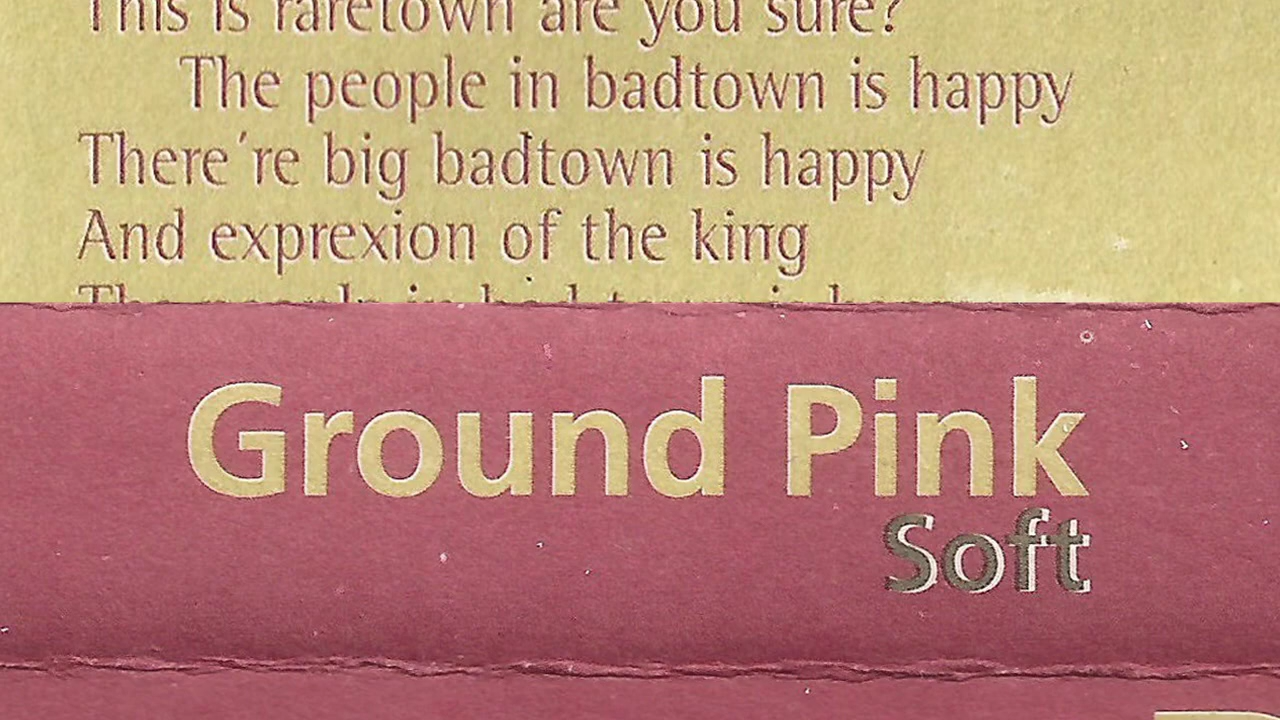 This is raretown are you sure?
The people in badtown is happy
There´re big badtown is happy
And exprexion of the king
Ground Pink
Soft